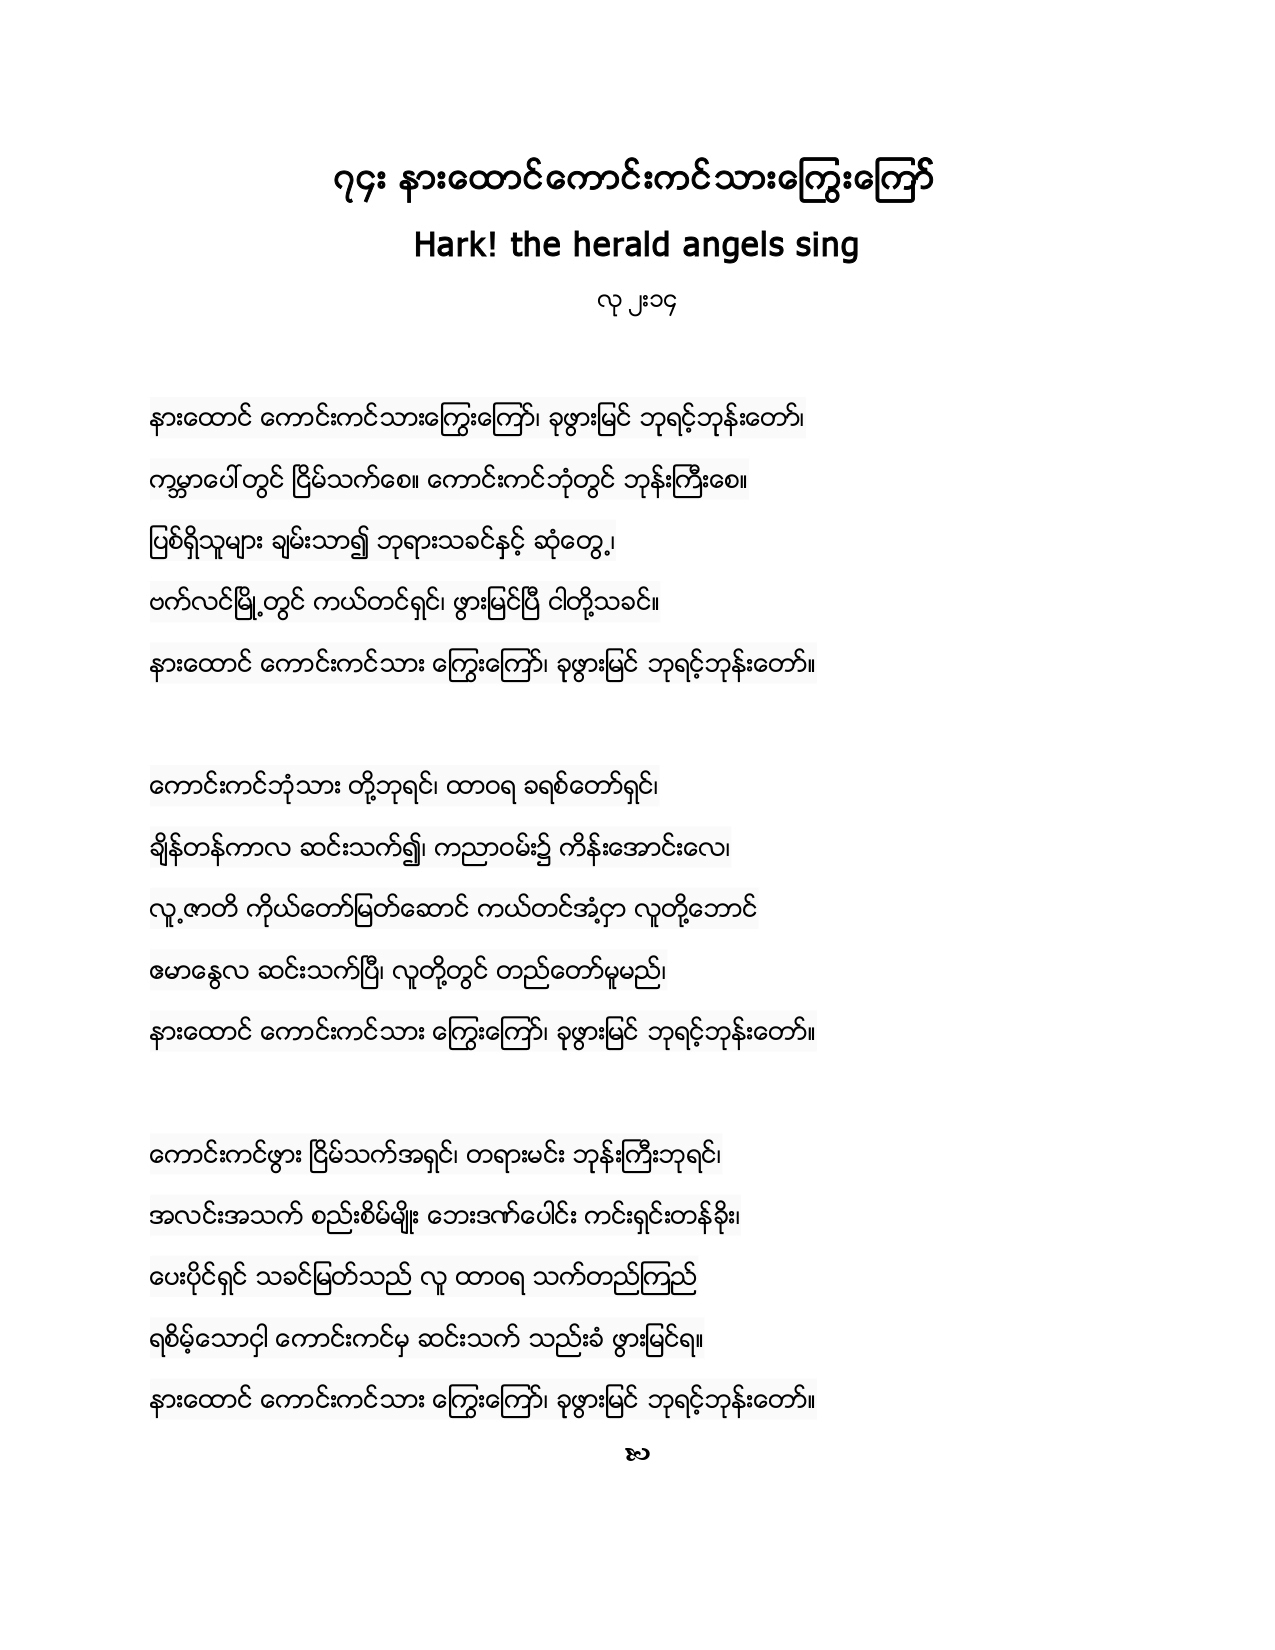 ၇၄း နားထောင်ကောင်းကင်သားကြွေးကြော်
Hark! the herald angels sing
လု ၂း၁၄
နားထောင် ကောင်းကင်သားကြွေးကြော်၊ ခုဖွားမြင် ဘုရင့်ဘုန်းတော်၊
ကမ္ဘာပေါ်တွင် ငြိမ်သက်စေ။ ကောင်းကင်ဘုံတွင် ဘုန်းကြီးစေ။
ပြစ်ရှိသူများ ချမ်းသာ၍ ဘုရားသခင်နှင့် ဆုံတွေ့၊
ဗက်လင်မြို့တွင် ကယ်တင်ရှင်၊ ဖွားမြင်ပြီ ငါတို့သခင်။
နားထောင် ကောင်းကင်သား ကြွေးကြော်၊ ခုဖွားမြင် ဘုရင့်ဘုန်းတော်။
ကောင်းကင်ဘုံသား တို့ဘုရင်၊ ထာဝရ ခရစ်တော်ရှင်၊
ချိန်တန်ကာလ ဆင်းသက်၍၊ ကညာဝမ်း၌ ကိန်းအောင်းလေ၊
လူ့ဇာတိ ကိုယ်တော်မြတ်ဆောင် ကယ်တင်အံ့ငှာ လူတို့ဘောင်
ဧမာနွေလ ဆင်းသက်ပြီ၊ လူတို့တွင် တည်တော်မူမည်၊
နားထောင် ကောင်းကင်သား ကြွေးကြော်၊ ခုဖွားမြင် ဘုရင့်ဘုန်းတော်။
ကောင်းကင်ဖွား ငြိမ်သက်အရှင်၊ တရားမင်း ဘုန်းကြီးဘုရင်၊
အလင်းအသက် စည်းစိမ်မျိုး ဘေးဒဏ်ပေါင်း ကင်းရှင်းတန်ခိုး၊
ပေးပိုင်ရှင် သခင်မြတ်သည် လူ ထာဝရ သက်တည်ကြည်
ရစိမ့်သောငှါ ကောင်းကင်မှ ဆင်းသက် သည်းခံ ဖွားမြင်ရ။
နားထောင် ကောင်းကင်သား ကြွေးကြော်၊ ခုဖွားမြင် ဘုရင့်ဘုန်းတော်။